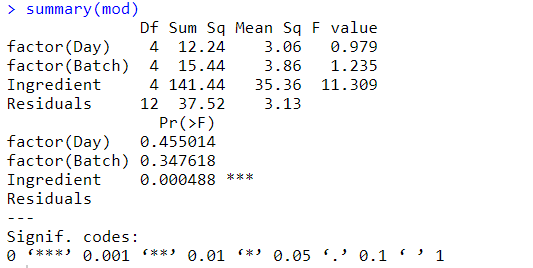 > summary(mod)
Df Sum Sq Mean Sq F value
factor(Day) 4 12.24 3.06 0.979
factor(Batch) 4 15.44 3.86 1.235
Ingredient 4 141.44 35.36 11.309
Residuals 12 37.52 3.13
Pr(>F)
factor(Day) 0.455014
factor(Batch) 0.347618
Ingredient 0.000488 ***
Residuals
---
Signif. codes:
0 ‘***’ 0.001 ‘**’ 0.01 ‘*’ 0.05 ‘.’ 0.1 ‘ ’ 1